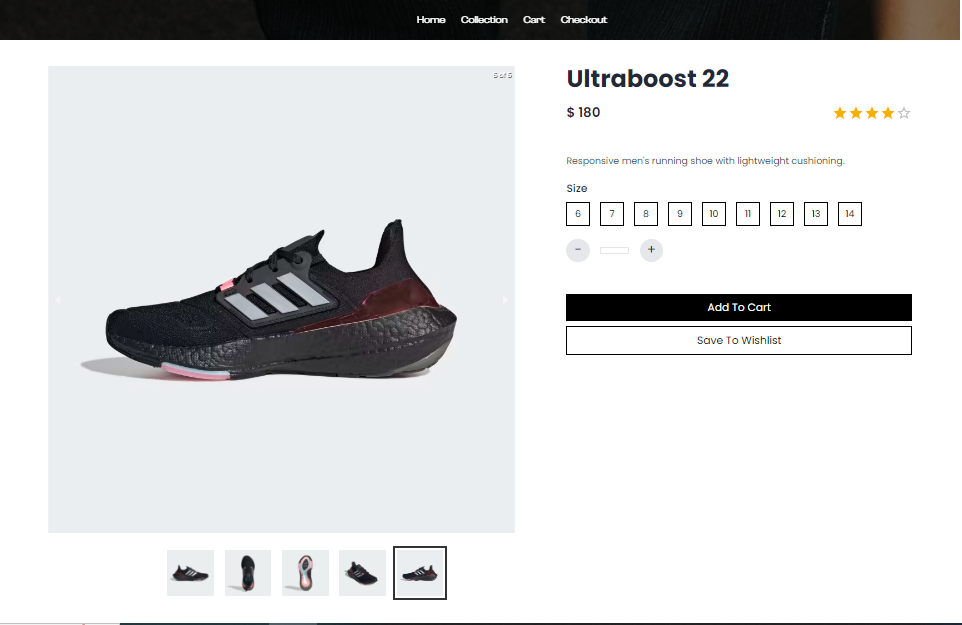 Home Collection Cart Checkout
5 of 5
Ultraboost 22
$ 180
Responsive men's running shoe with lightweight cushioning.
Size
6 7 8 9 10 11 12 13 14
- +
Add To Cart
Save To Wishlist